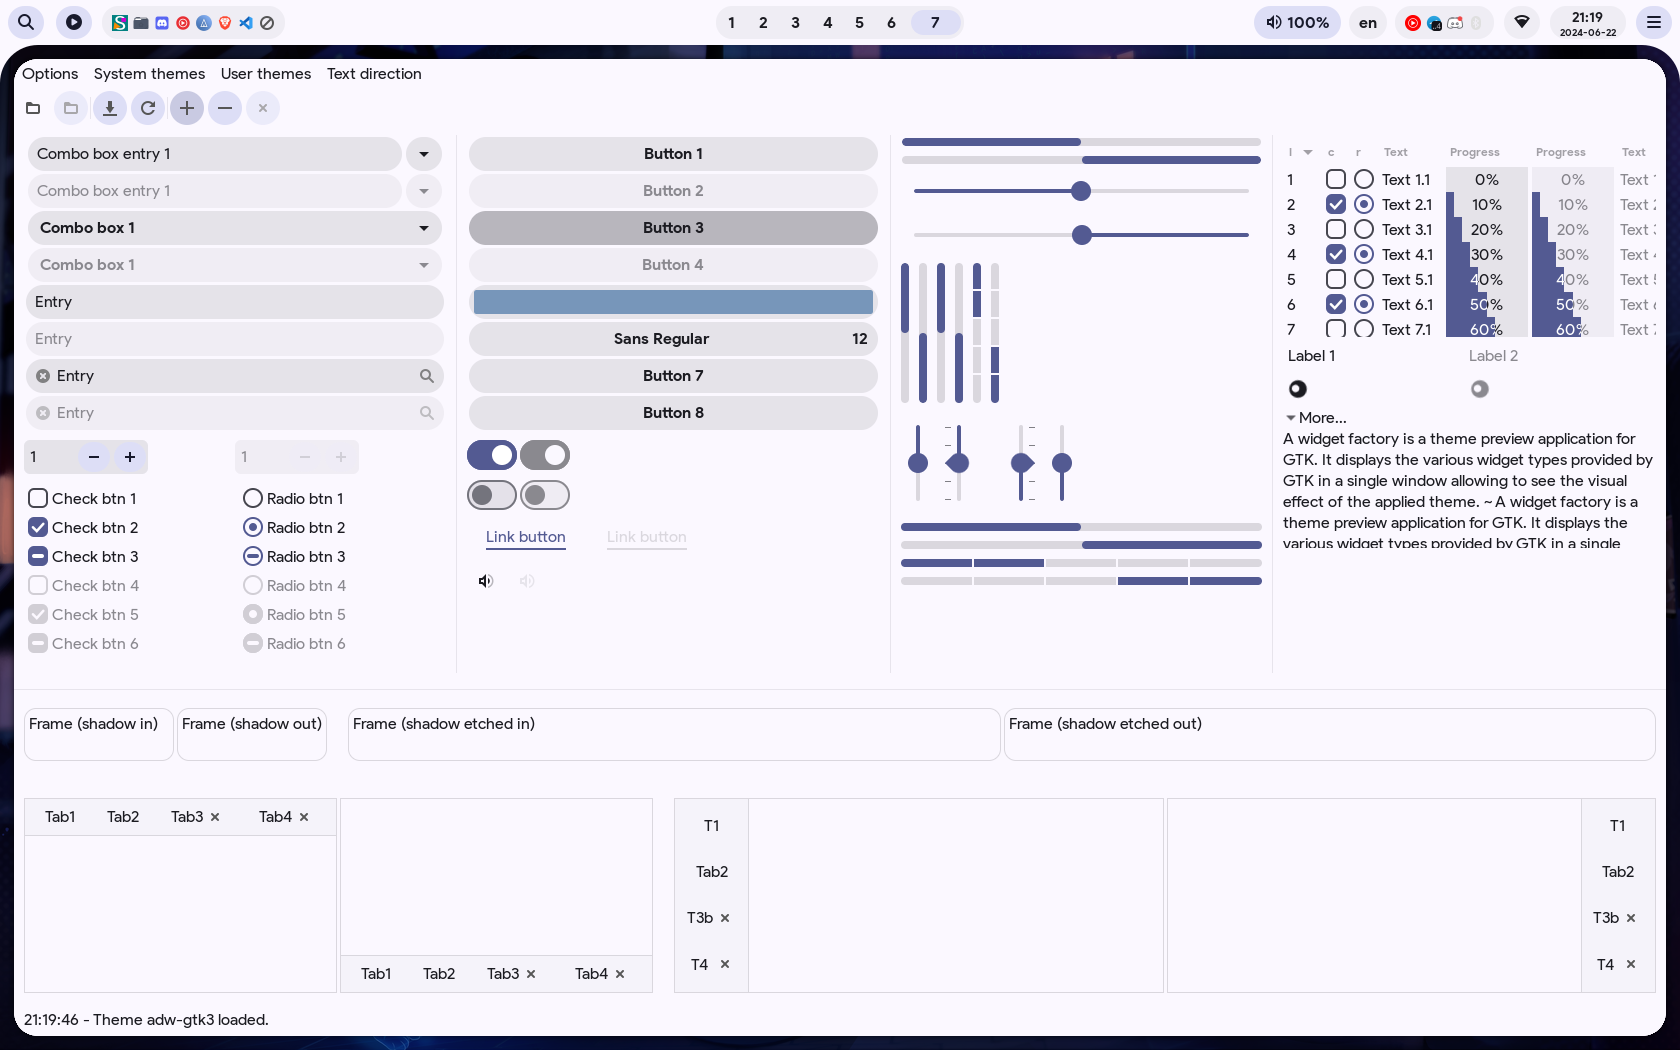 1 2 3 4 5 6 7
100%
en
21:19
2024-06-22
Options System themes User themes Text direction
Combo box entry 1
Combo box entry 1
Combo box 1
Combo box 1
Entry
Entry
Entry
Entry
1 1
Check btn 1 Radio btn 1
Check btn 2 Radio btn 2
Check btn 3 Radio btn 3
Check btn 4 Radio btn 4
Check btn 5 Radio btn 5
Check btn 6 Radio btn 6
Button 1
Button 2
Button 3
Button 4
Sans Regular 12
Button 7
Button 8
Link button Link button
I c r Text Progress Progress Text
1 Text 1.1 0% 0% Text
2 Text 2.1 10% 10% Text
3 Text 3.1 20% 20% Text
4 Text 4.1 30% 30% Text
5 Text 5.1 40% 40% Text
6 Text 6.1 50% 50% Text
7 Text 7.1 60% 60% Text
Label 1 Label 2
More...
A widget factory is a theme preview application for
GTK. It displays the various widget types provided by
GTK in a single window allowing to see the visual
effect of the applied theme. ~ A widget factory is a
theme preview application for GTK. It displays the
various widget types provided by GTK in a single
Frame (shadow in) Frame (shadow out) Frame (shadow etched in) Frame (shadow etched out)
Tab1 Tab2 Tab3 Tab4
Tab1 Tab2 Tab3 Tab4
T1
Tab2
T3b
T4
T1
Tab2
T3b
T4
21:19:46 - Theme adw-gtk3 loaded.